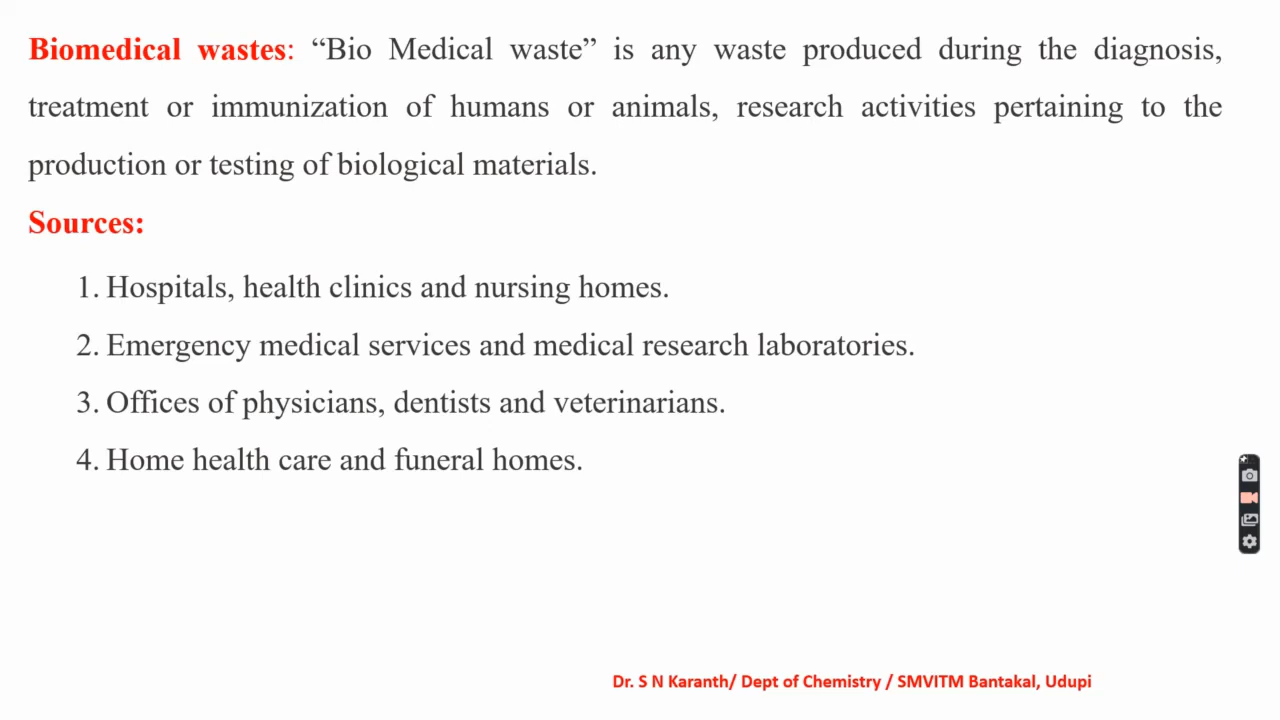 Biomedical wastes: “Bio Medical waste” is any waste produced during the diagnosis,
treatment or immunization of humans or animals, research activities pertaining to the
production or testing of biological materials.
Sources:
1. Hospitals, health clinics and nursing homes.
2. Emergency medical services and medical research laboratories.
3. Offices of physicians, dentists and veterinarians.
4. Home health care and funeral homes.
Dr. S N Karanth/ Dept of Chemistry / SMVITM Bantakal, Udupi